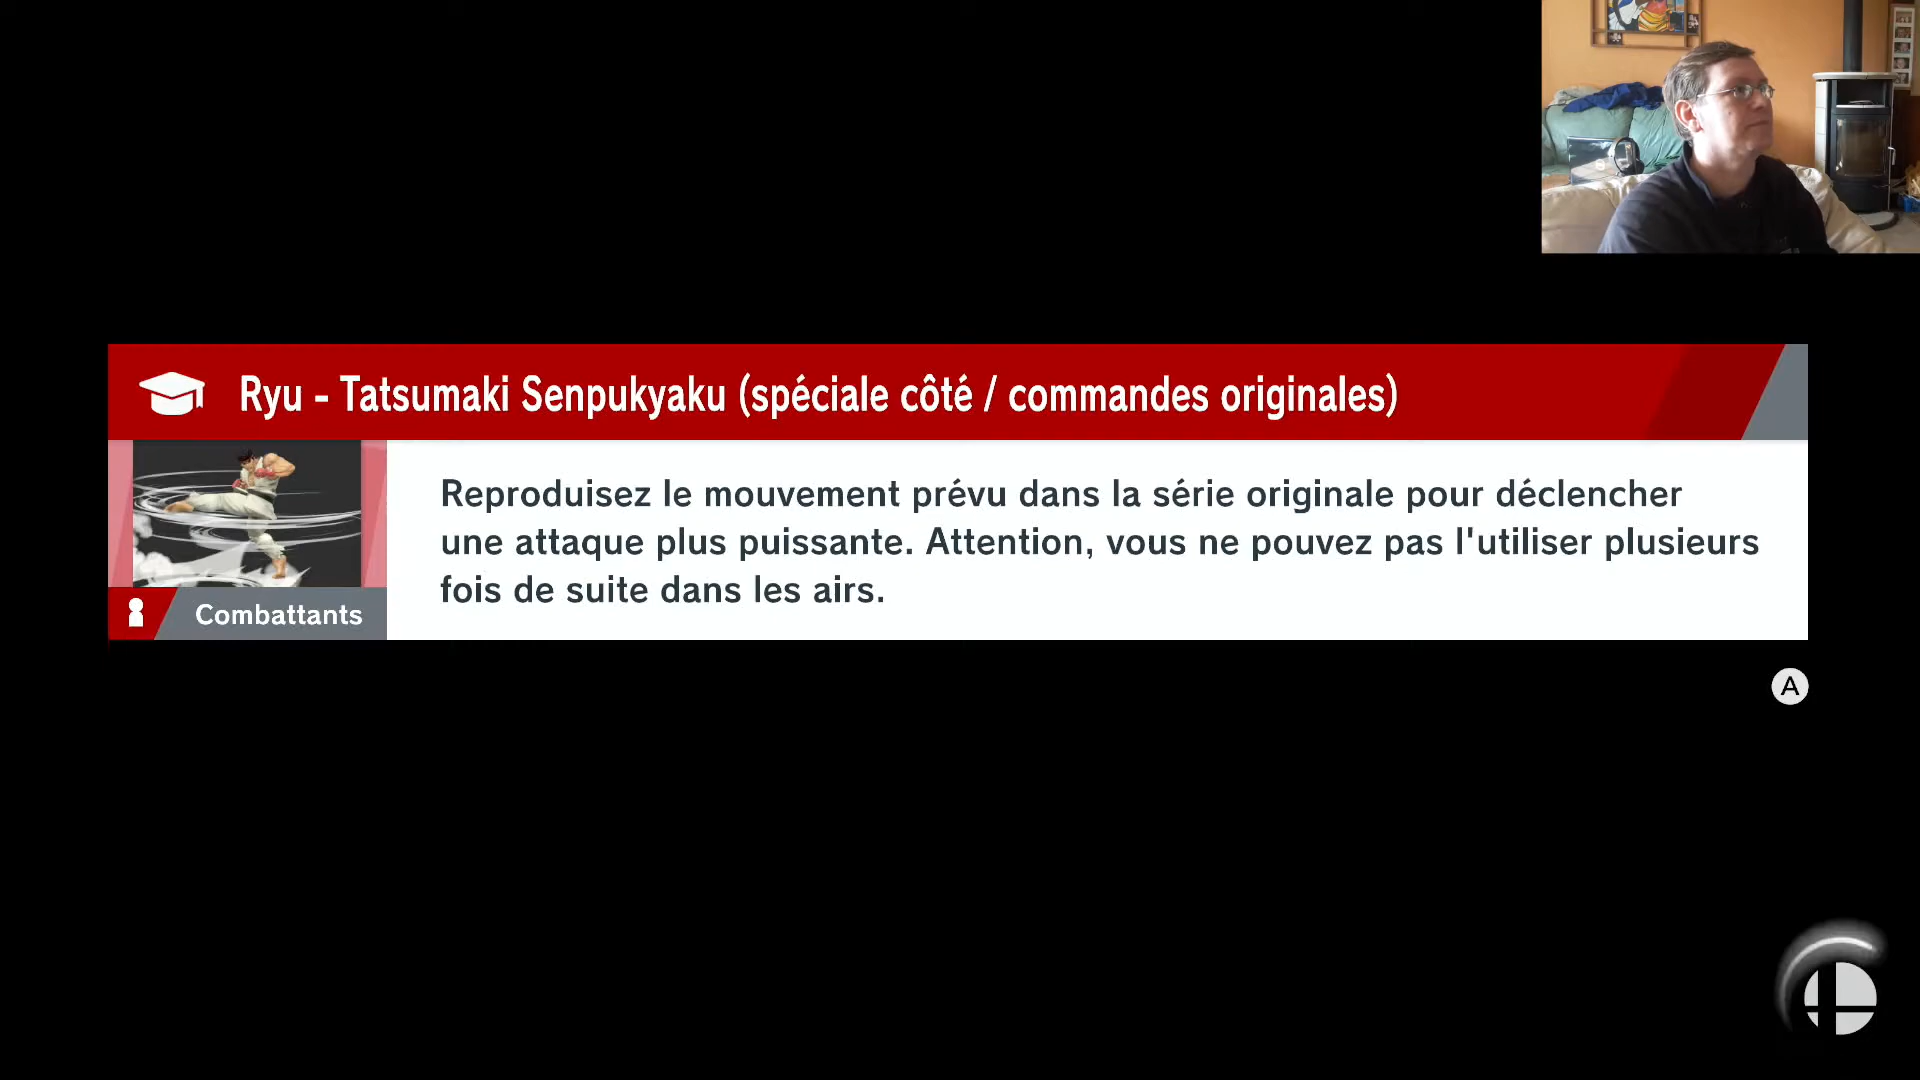 Ryu - Tatsumaki Senpukyaku (spéciale côté / commandes originales)
Reproduisez le mouvement prévu dans la série originale pour déclencher
une attaque plus puissante. Attention, vous ne pouvez pas l'utiliser plusieurs
fois de suite dans les airs.
Combattants
A